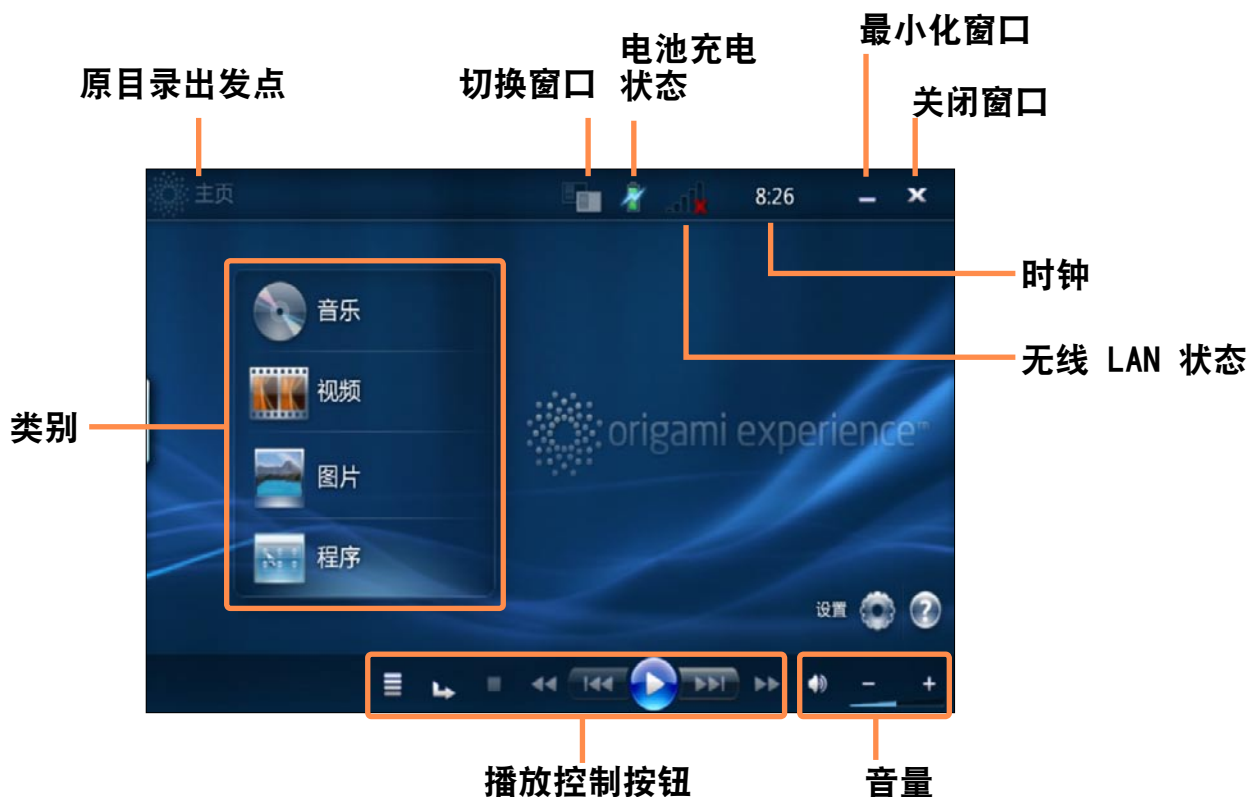 最小化窗口
电池充电
状态
原目录出发点
切换窗口
关闭窗口
主页
8:26
时钟
音乐
无线 LAN 状态
视频
类别
origami experience™
图片
程序
设置
?
播放控制按钮
音量